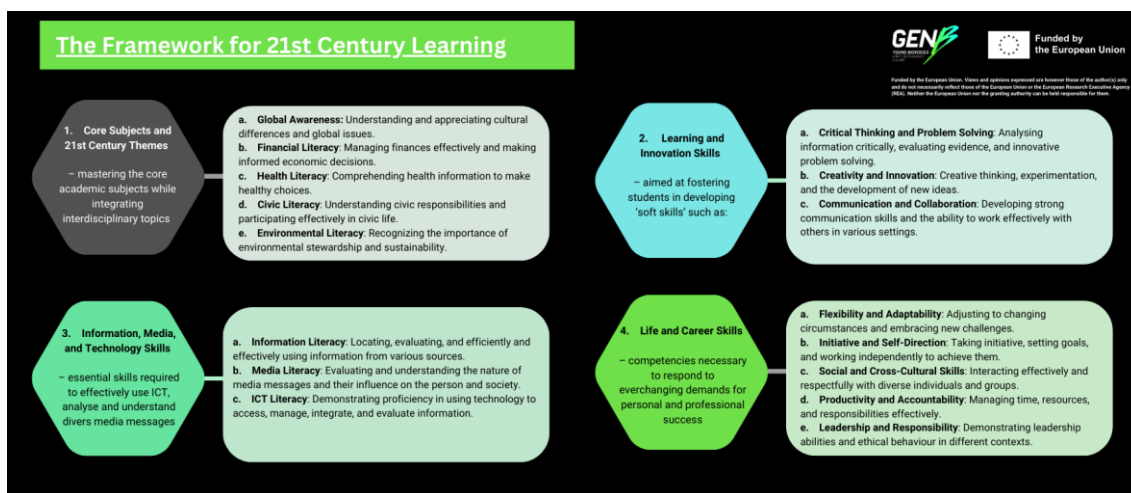 The Framework for 21st Century Learning
GENB
YOUNG BIOVOICES
Funded by
the European Union
Funded by the European Union. Views and opinions expressed are however those of the author(s) only
and do not necessarily reflect those of the European Union or the European Research Executive Agency
(REA). Neither the European Union nor the granting authority can be held responsible for them.
1. Core Subjects and
21st Century Themes
– mastering the core
academic subjects while
integrating
interdisciplinary topics
a. Global Awareness: Understanding and appreciating cultural
differences and global issues.
b. Financial Literacy: Managing finances effectively and making
informed economic decisions.
c. Health Literacy: Comprehending health information to make
healthy choices.
d. Civic Literacy: Understanding civic responsibilities and
participating effectively in civic life.
e. Environmental Literacy: Recognizing the importance of
environmental stewardship and sustainability.
2. Learning and
Innovation Skills
– aimed at fostering
students in developing
‘soft skills’ such as:
a. Critical Thinking and Problem Solving: Analysing
information critically, evaluating evidence, and innovative
problem solving.
b. Creativity and Innovation: Creative thinking, experimentation,
and the development of new ideas.
c. Communication and Collaboration: Developing strong
communication skills and the ability to work effectively with
others in various settings.
3. Information, Media,
and Technology Skills
– essential skills required
to effectively use ICT,
analyse and understand
divers media messages
a. Information Literacy: Locating, evaluating, and efficiently and
effectively using information from various sources.
b. Media Literacy: Evaluating and understanding the nature of
media messages and their influence on the person and society.
c. ICT Literacy: Demonstrating proficiency in using technology to
access, manage, integrate, and evaluate information.
4. Life and Career Skills
– competencies necessary
to respond to
everchanging demands for
personal and professional
success
a. Flexibility and Adaptability: Adjusting to changing
circumstances and embracing new challenges.
b. Initiative and Self-Direction: Taking initiative, setting goals,
and working independently to achieve them.
c. Social and Cross-Cultural Skills: Interacting effectively and
respectfully with diverse individuals and groups.
d. Productivity and Accountability: Managing time, resources,
and responsibilities effectively.
e. Leadership and Responsibility: Demonstrating leadership
abilities and ethical behaviour in different contexts.